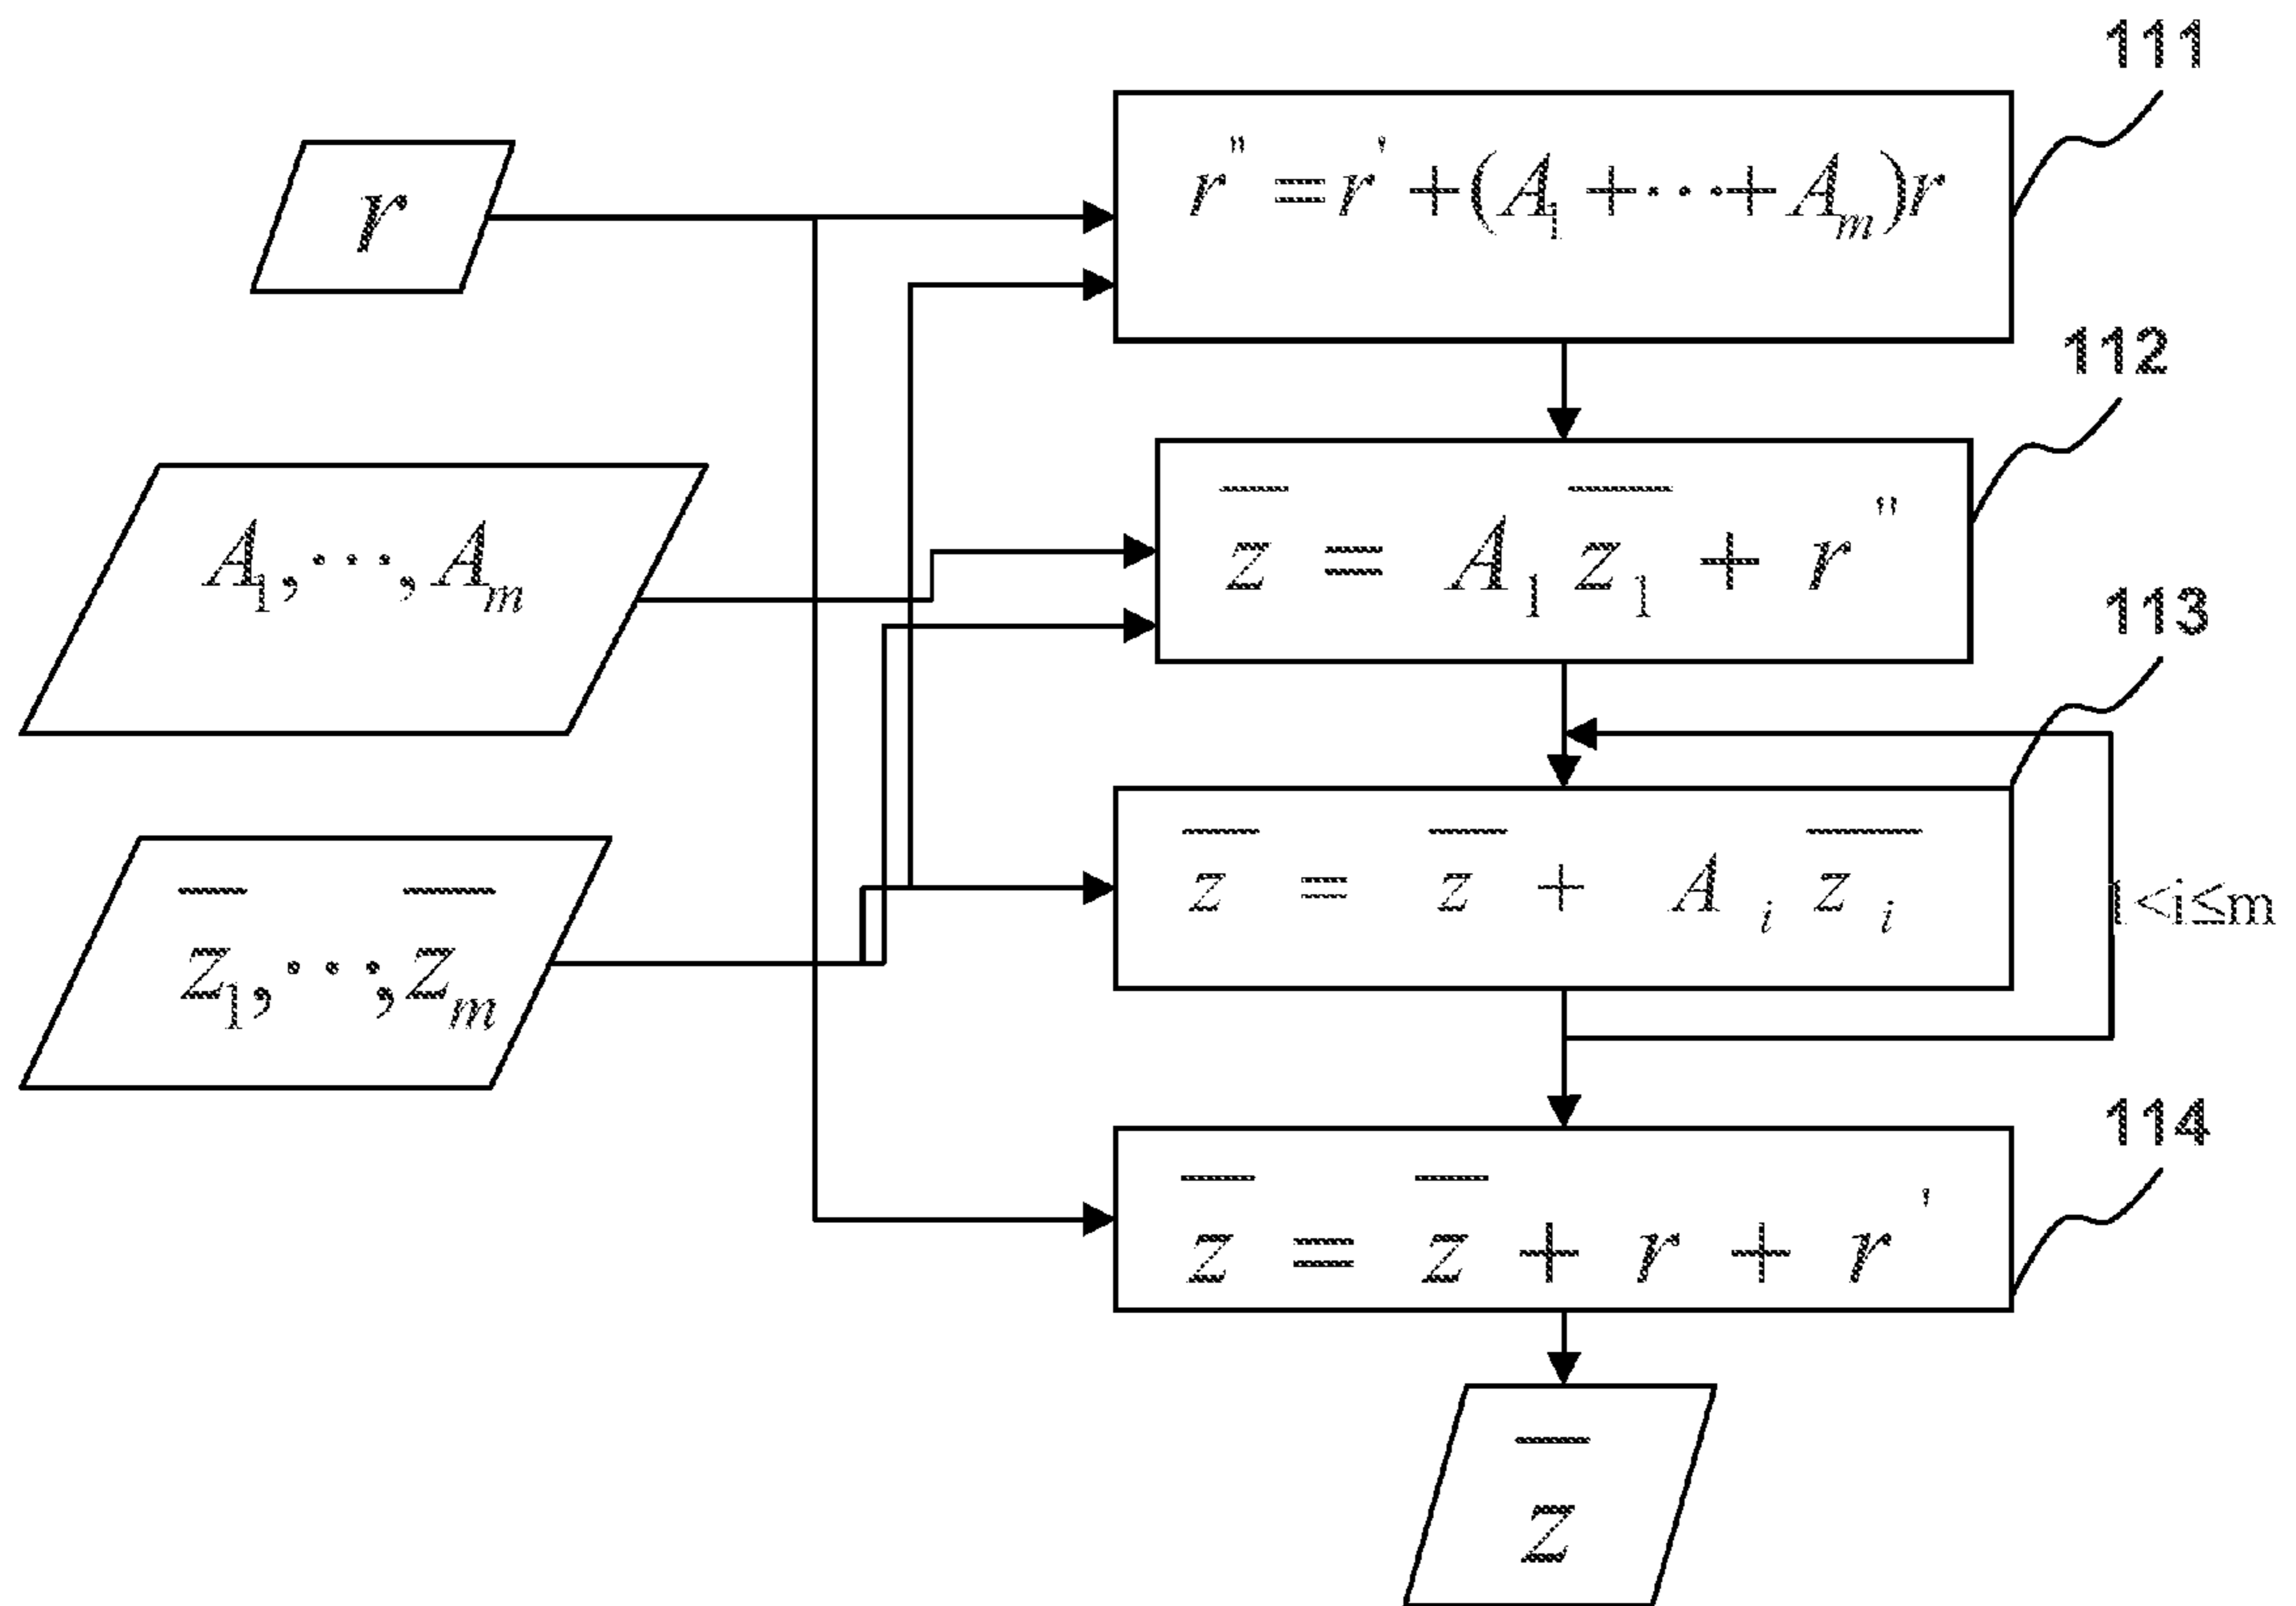 111
r
r" = r' + (A₁ + ··· + Aₘ)r
112
A₁, ···, Aₘ
z̅ = A₁ z̅₁ + r"
113
z̅ = z̅ + Aᵢ z̅ᵢ
1<i≤m
z̅₁, ···, z̅ₘ
114
z̅ = z̅ + r + r'
z̅